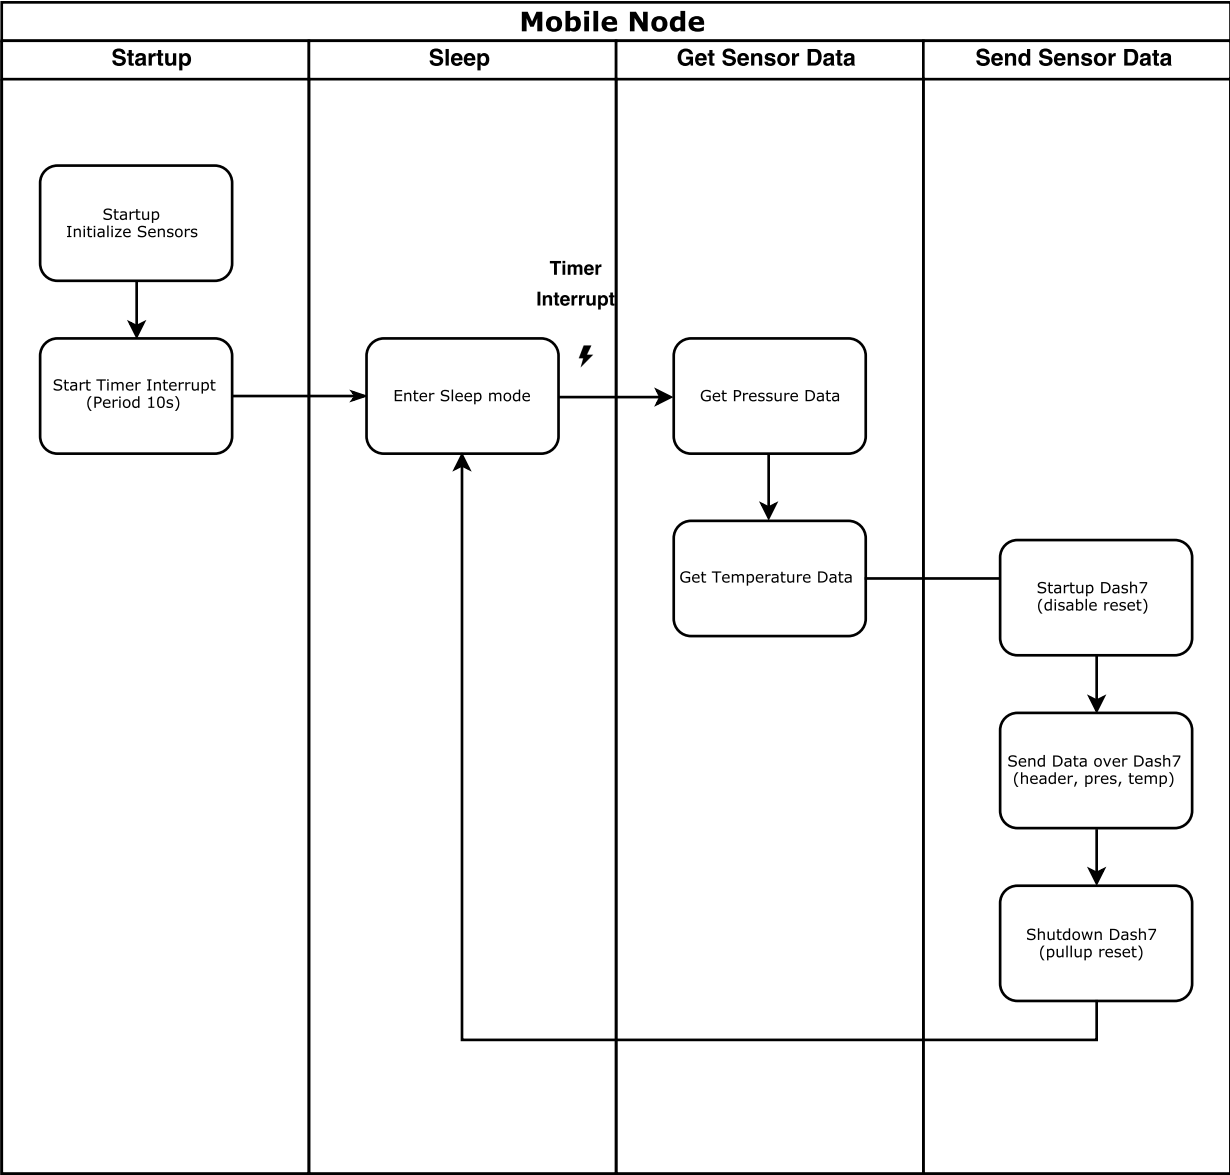 Mobile Node
Startup
Sleep
Get Sensor Data
Send Sensor Data
Startup
Initialize Sensors
Start Timer Interrupt
(Period 10s)
Timer
Interrupt
Enter Sleep mode
Get Pressure Data
Get Temperature Data
Startup Dash7
(disable reset)
Send Data over Dash7
(header, pres, temp)
Shutdown Dash7
(pullup reset)